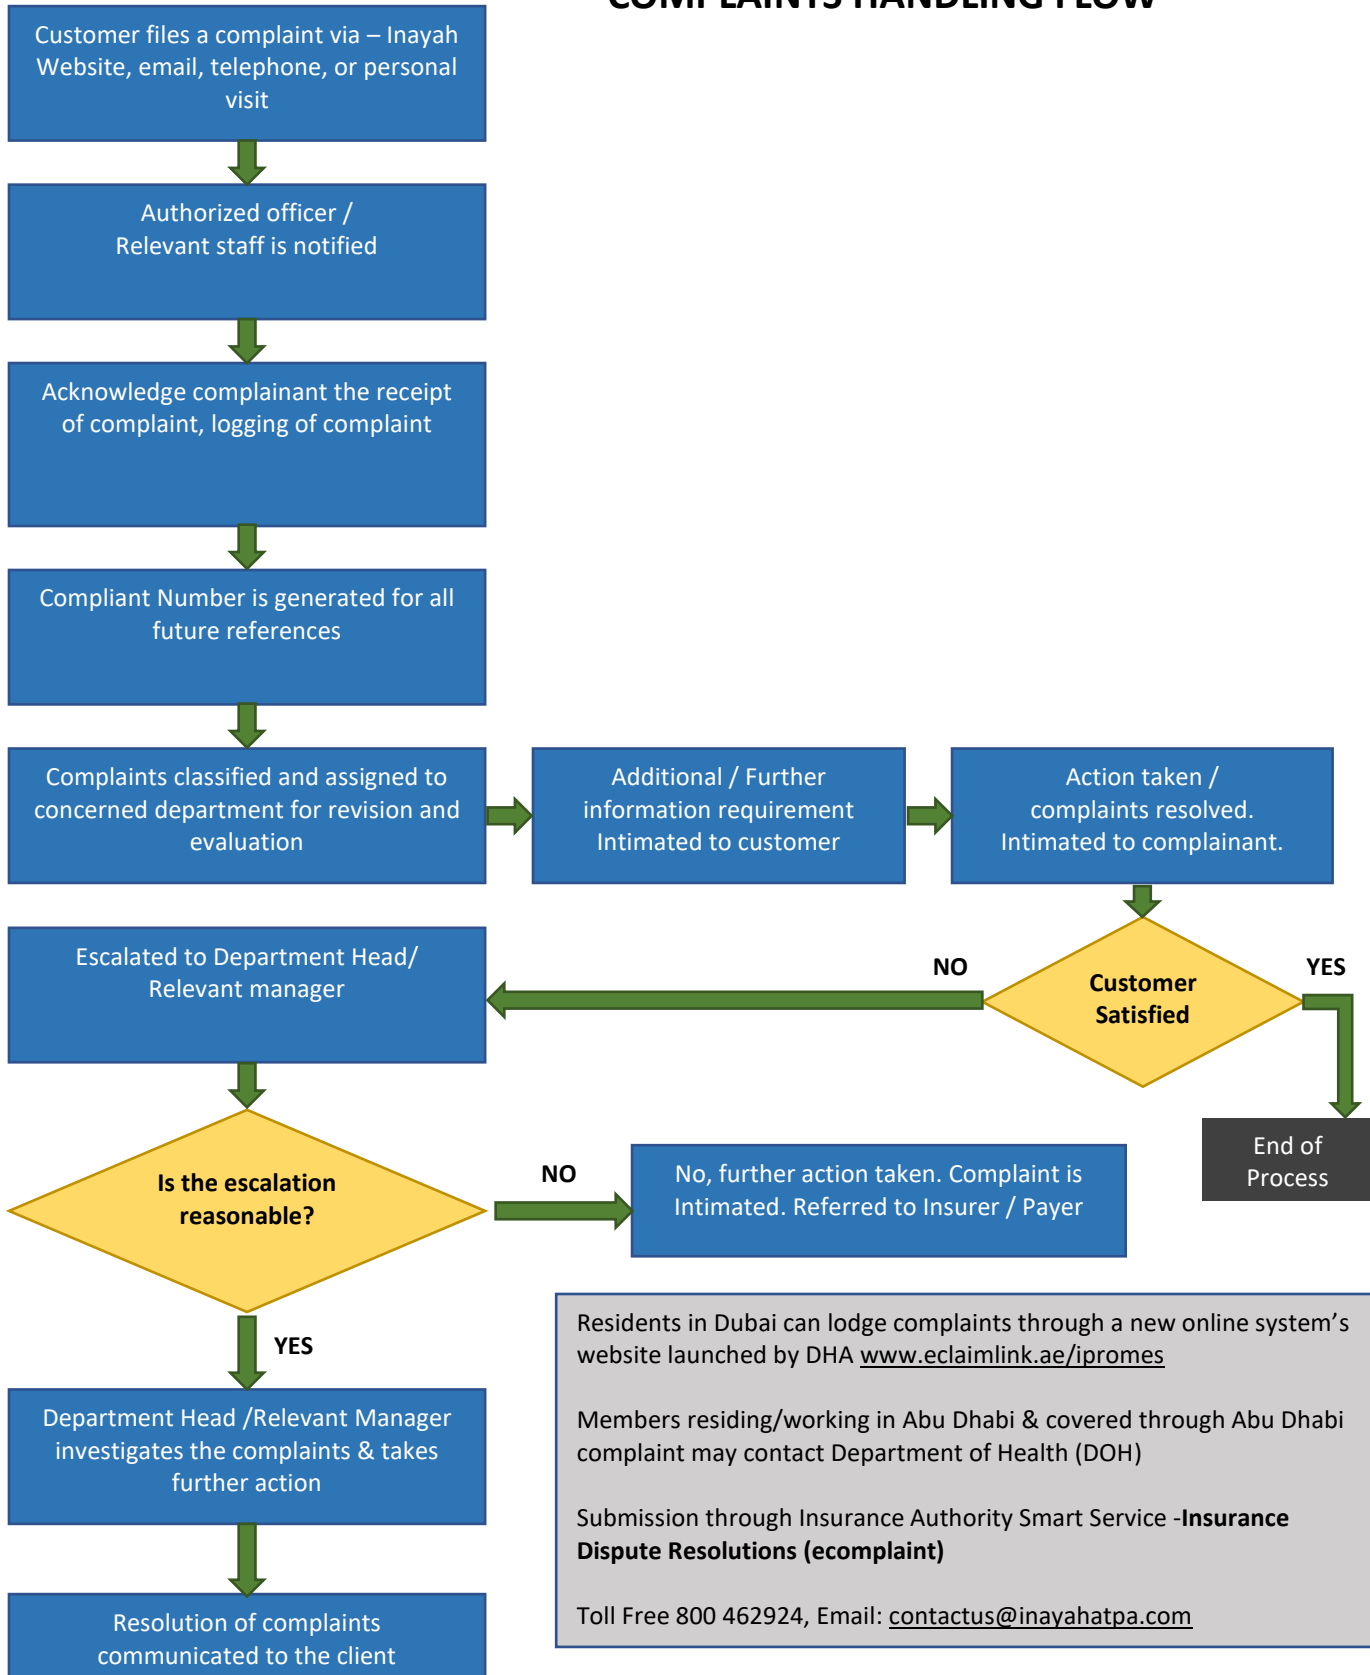 COMPLAINTS HANDLING FLOW
Customer files a complaint via – Inayah
Website, email, telephone, or personal
visit
Authorized officer /
Relevant staff is notified
Acknowledge complainant the receipt
of complaint, logging of complaint
Compliant Number is generated for all
future references
Complaints classified and assigned to
concerned department for revision and
evaluation
Additional / Further
information requirement
Intimated to customer
Action taken /
complaints resolved.
Intimated to complainant.
Customer
Satisfied
NO
YES
End of
Process
Escalated to Department Head/
Relevant manager
Is the escalation
reasonable?
NO
No, further action taken. Complaint is
Intimated. Referred to Insurer / Payer
YES
Department Head /Relevant Manager
investigates the complaints & takes
further action
Resolution of complaints
communicated to the client
Residents in Dubai can lodge complaints through a new online system’s
website launched by DHA www.eclaimlink.ae/ipromes
Members residing/working in Abu Dhabi & covered through Abu Dhabi
complaint may contact Department of Health (DOH)
Submission through Insurance Authority Smart Service -Insurance
Dispute Resolutions (ecomplaint)
Toll Free 800 462924, Email: contactus@inayahatpa.com